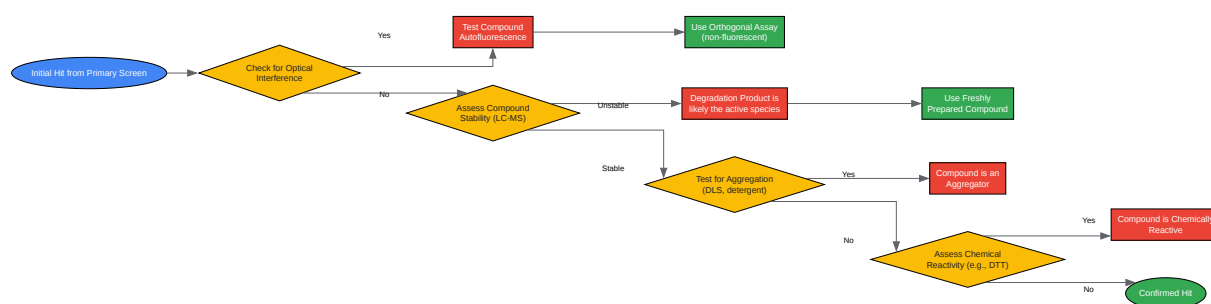 Initial Hit from Primary Screen
Check for Optical
Interference
Yes
Test Compound
Autofluorescence
Use Orthogonal Assay
(non-fluorescent)
No
Assess Compound
Stability (LC-MS)
Unstable
Degradation Product is
likely the active species
Use Freshly
Prepared Compound
Stable
Test for Aggregation
(DLS, detergent)
Yes
Compound is an
Aggregator
No
Assess Chemical
Reactivity (e.g., DTT)
Yes
Compound is Chemically
Reactive
No
Confirmed Hit